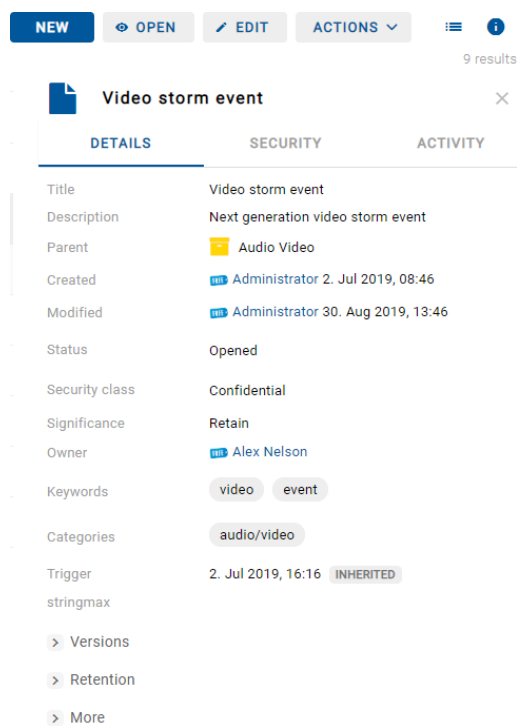 NEW OPEN EDIT ACTIONS
9 results
Video storm event
DETAILS SECURITY ACTIVITY
Title Video storm event
Description Next generation video storm event
Parent Audio Video
Created Administrator 2. Jul 2019, 08:46
Modified Administrator 30. Aug 2019, 13:46
Status Opened
Security class Confidential
Significance Retain
Owner Alex Nelson
Keywords video event
Categories audio/video
Trigger 2. Jul 2019, 16:16 INHERITED
stringmax
Versions
Retention
More